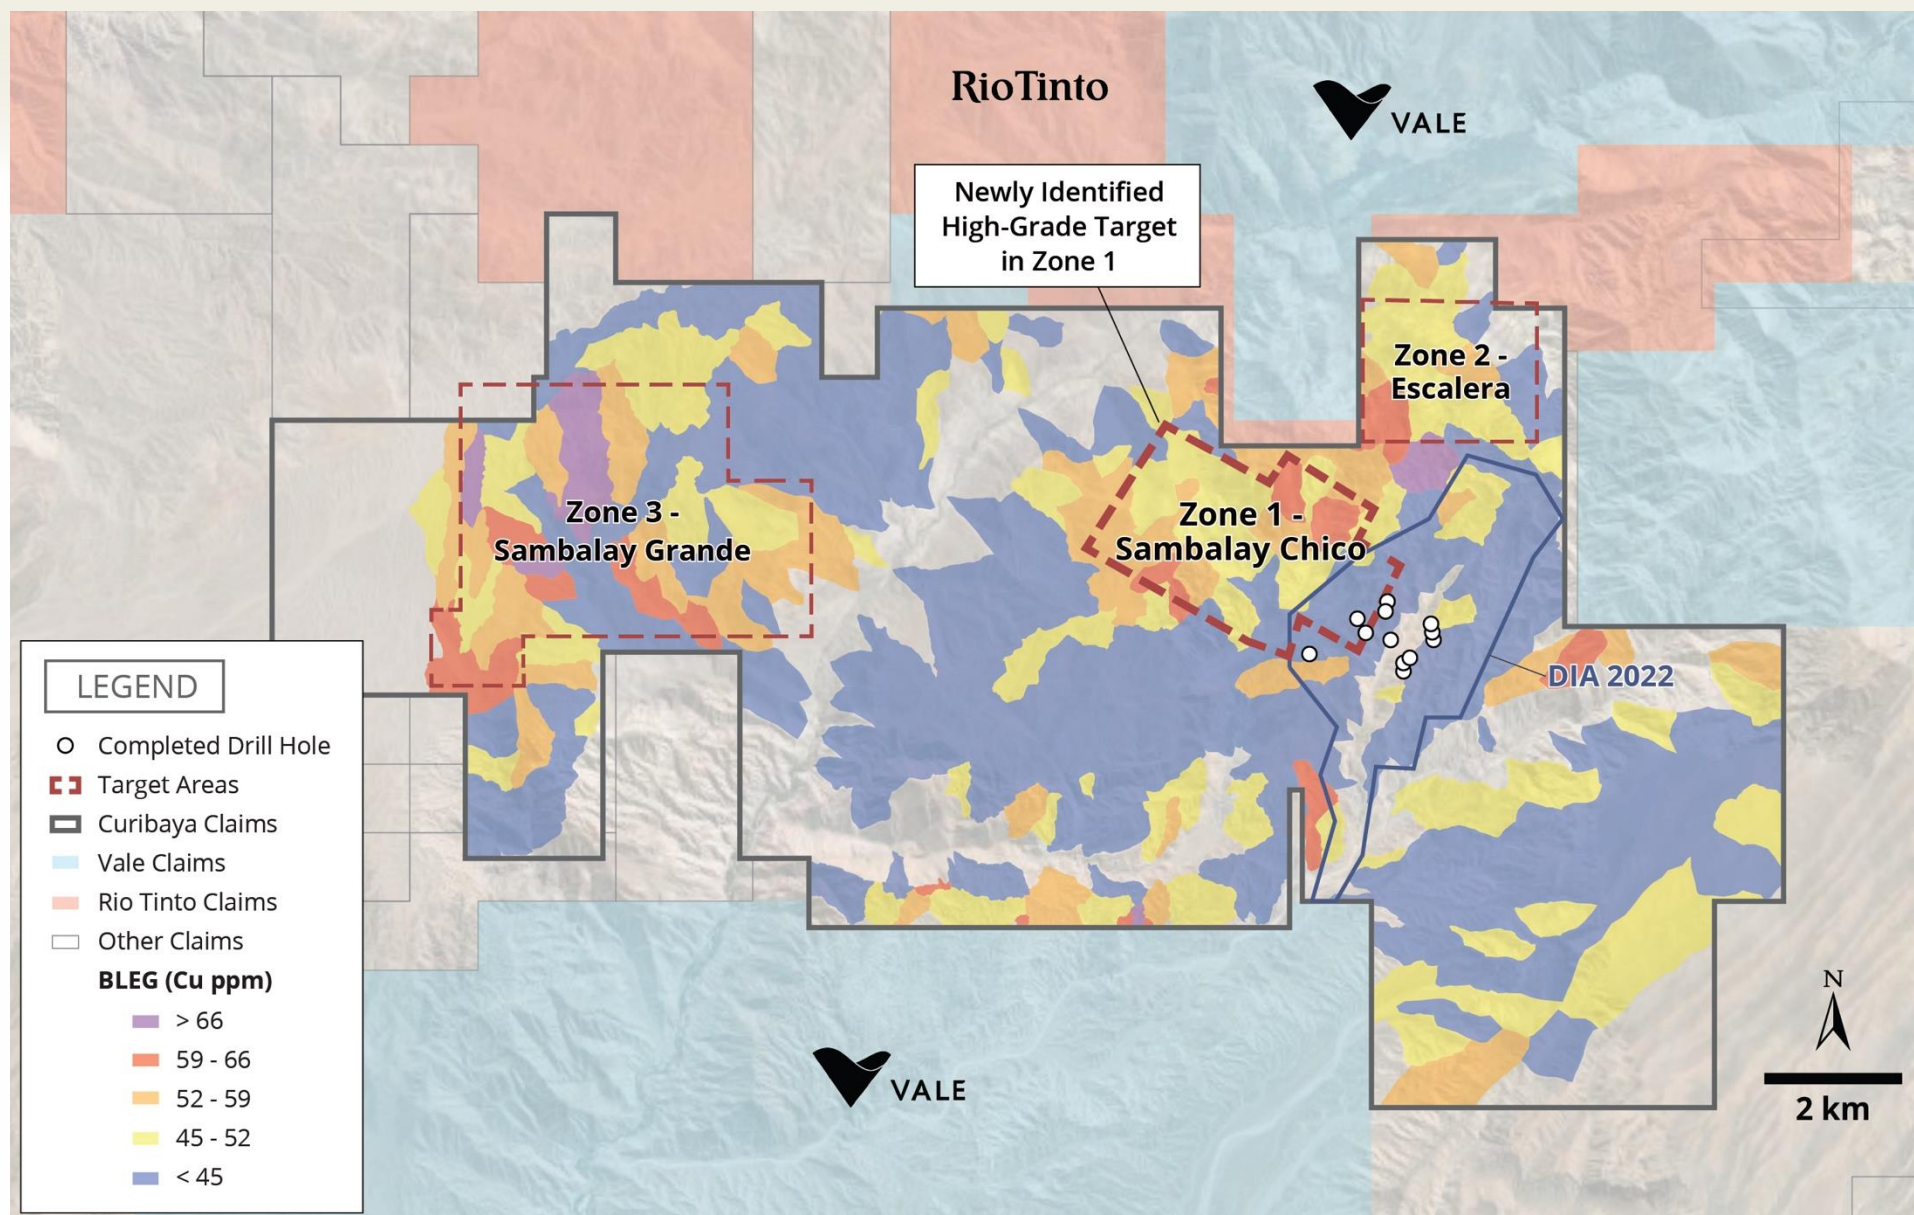 RioTinto
VALE
Newly Identified
High-Grade Target
in Zone 1
Zone 2 -
Escalera
Zone 3 -
Sambalay Grande
Zone 1 -
Sambalay Chico
DIA 2022
LEGEND
Completed Drill Hole
Target Areas
Curibaya Claims
Vale Claims
Rio Tinto Claims
Other Claims
BLEG (Cu ppm)
> 66
59 - 66
52 - 59
45 - 52
< 45
VALE
N
2 km